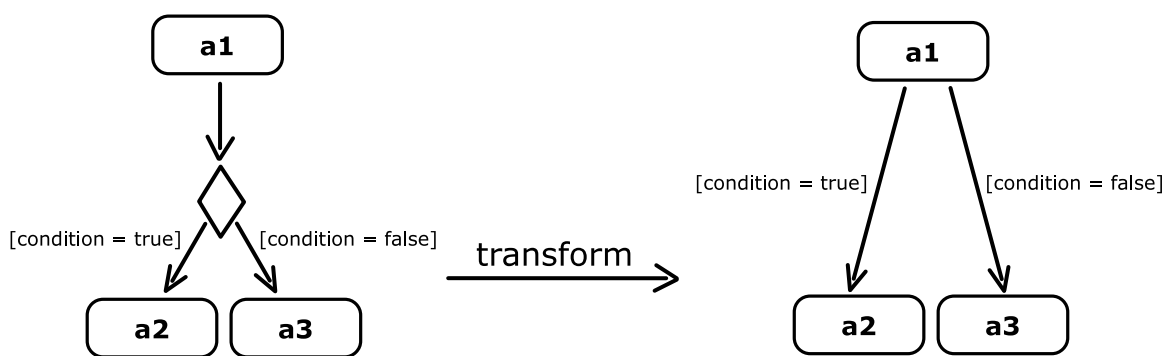 a1
[condition = true]
[condition = false]
a2
a3
transform
a1
[condition = true]
[condition = false]
a2
a3